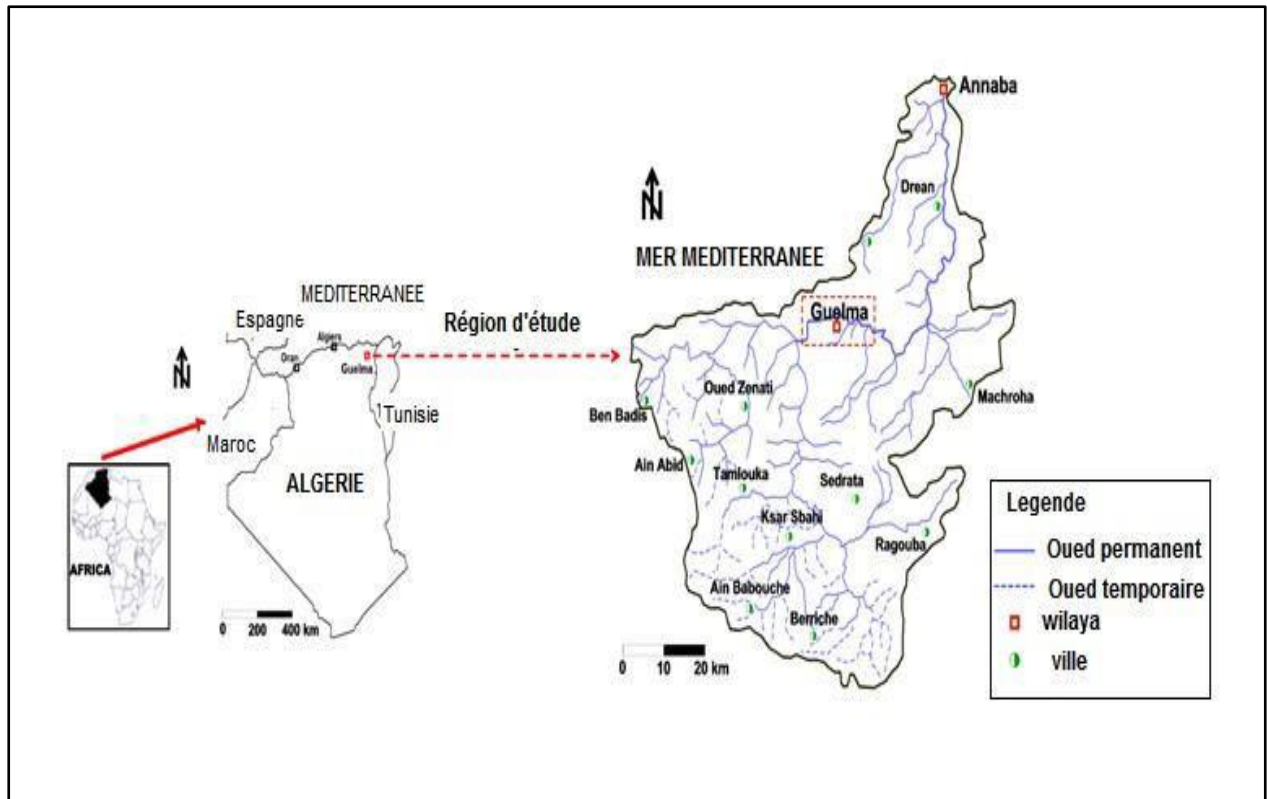 Annaba
Drean
N
MER MEDITERRANEE
MEDITERRANEE
Espagne
Algiers
Oran
Guelma
Région d'étude
Guelma
N
Tunisie
Maroc
ALGERIE
AFRICA
0 200 400 km
Oued Zenati
Ben Badis
Machroha
Ain Abid
Tamlouka
Sedrata
Ksar Sbahi
Ragouba
Ain Babouche
Berriche
0 10 20 km
Legende
Oued permanent
Oued temporaire
wilaya
ville